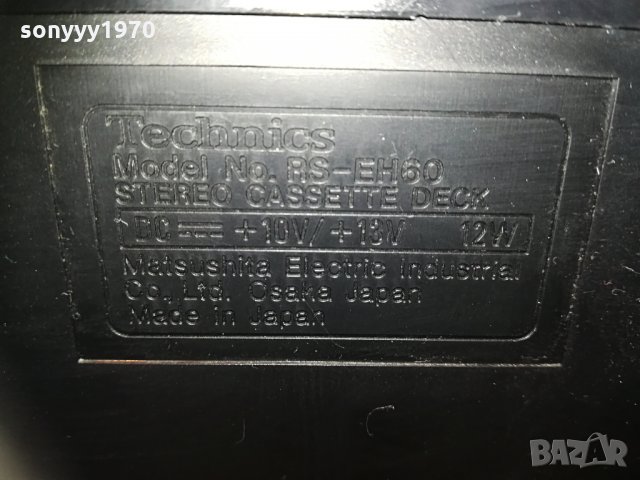 sonyyy1970
Technics
Model No. RS-EH60
STEREO CASSETTE DECK
DC +10V/+13V 12W
Matsushita Electric Industrial
Co., Ltd. Osaka Japan
Made in Japan
BAZAR